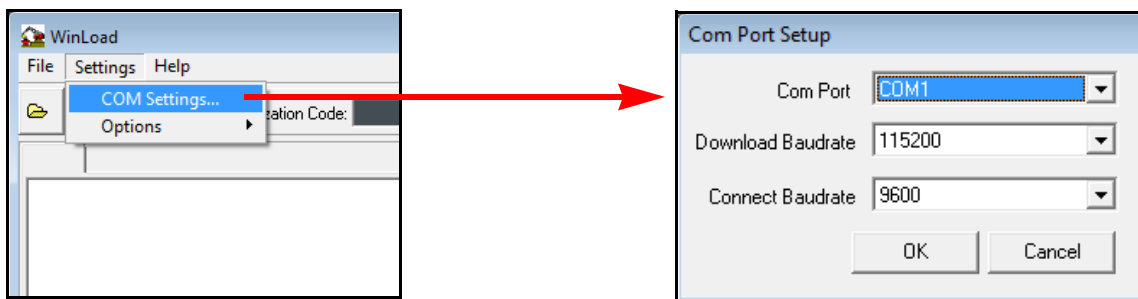 WinLoad
File Settings Help
COM Settings...
Options
zation Code:
Com Port Setup
Com Port COM1
Download Baudrate 115200
Connect Baudrate 9600
OK Cancel